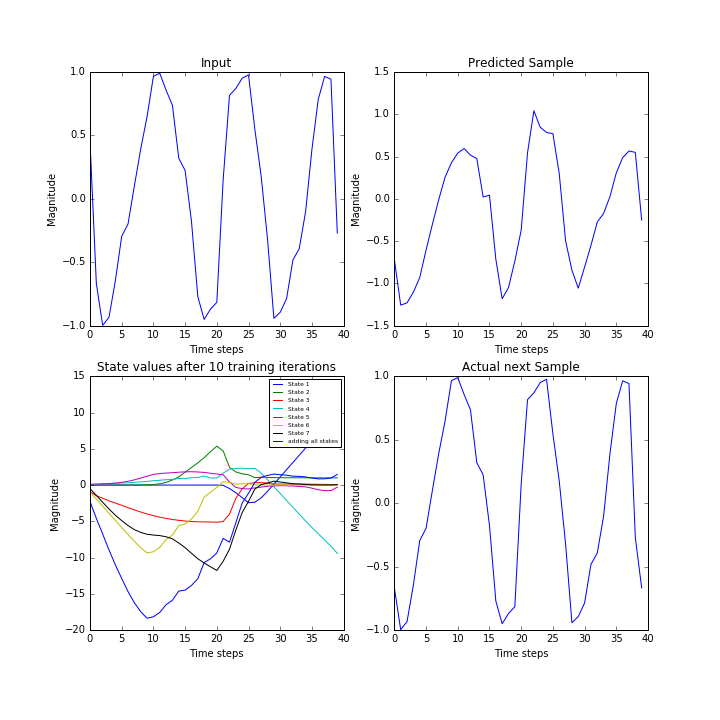 Input
Magnitude
1.0
0.5
0.0
−0.5
−1.0
0 5 10 15 20 25 30 35 40
Time steps
Predicted Sample
Magnitude
1.5
1.0
0.5
0.0
−0.5
−1.0
−1.5
0 5 10 15 20 25 30 35 40
Time steps
State values after 10 training iterations
Magnitude
15
10
5
0
−5
−10
−15
−20
0 5 10 15 20 25 30 35 40
Time steps
State 1
State 2
State 3
State 4
State 5
State 6
State 7
adding all states
Actual next Sample
Magnitude
1.0
0.5
0.0
−0.5
−1.0
0 5 10 15 20 25 30 35 40
Time steps